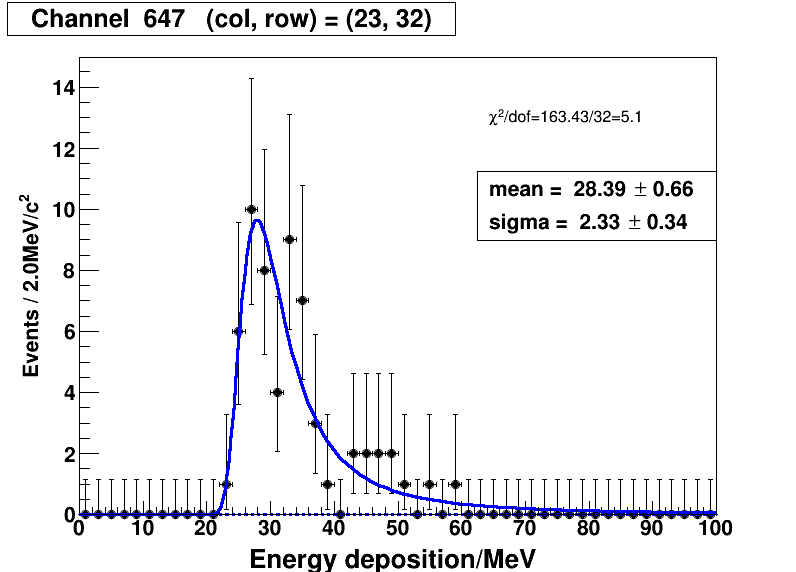 Channel 647 (col, row) = (23, 32)
χ²/dof=163.43/32=5.1
mean = 28.39 ± 0.66
sigma = 2.33 ± 0.34
Events / 2.0MeV/c²
14
12
10
8
6
4
2
0
0 10 20 30 40 50 60 70 80 90 100
Energy deposition/MeV